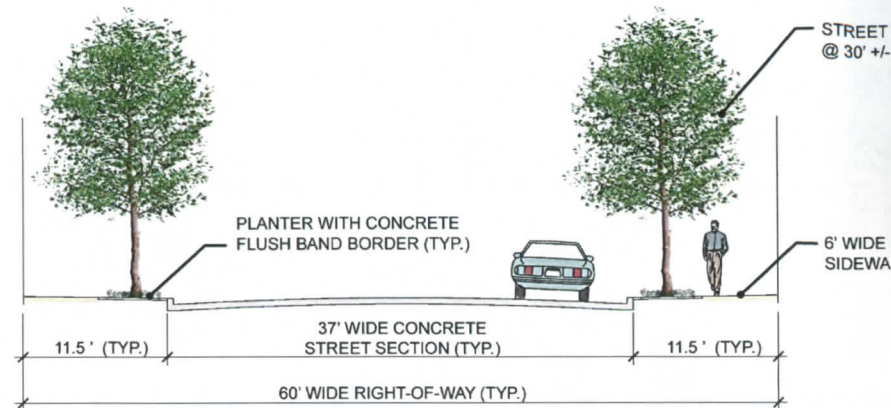 STREET
@ 30' +/-
PLANTER WITH CONCRETE
FLUSH BAND BORDER (TYP.)
6' WIDE
SIDEWA
37' WIDE CONCRETE
STREET SECTION (TYP.)
11.5 ' (TYP.)
11.5 ' (TYP.)
60' WIDE RIGHT-OF-WAY (TYP.)